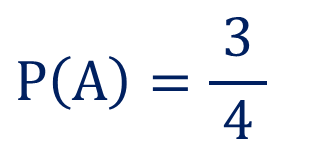 P(A) = 3/4